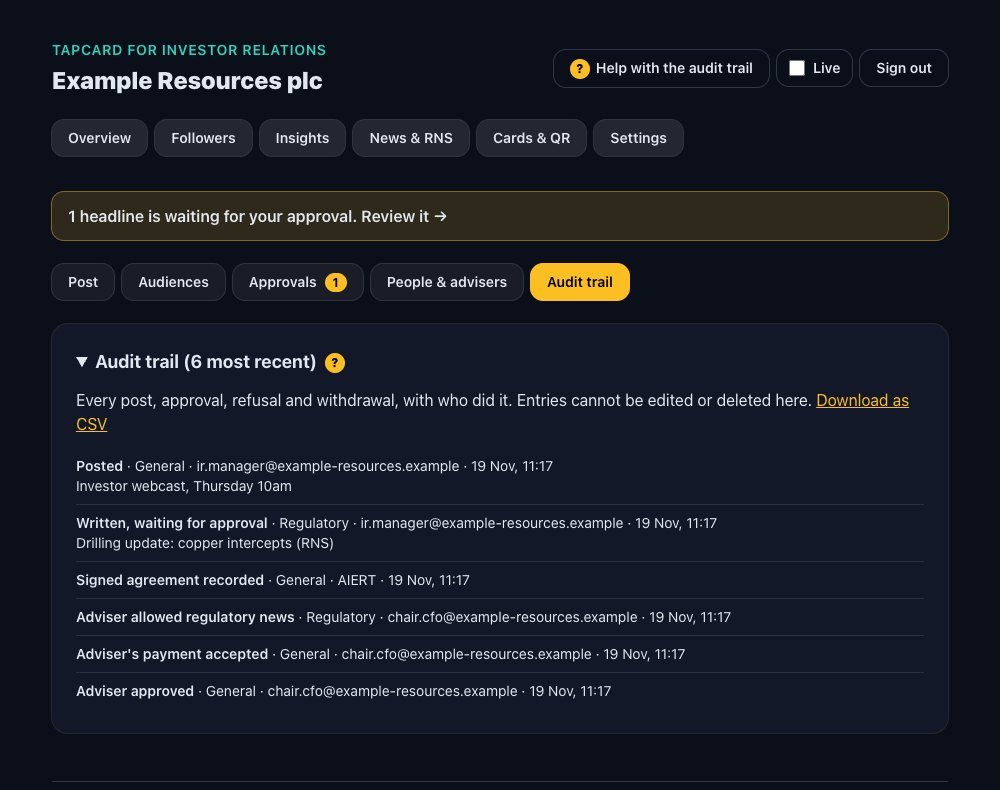 TAPCARD FOR INVESTOR RELATIONS
Example Resources plc
? Help with the audit trail
Live
Sign out
Overview
Followers
Insights
News & RNS
Cards & QR
Settings
1 headline is waiting for your approval. Review it →
Post
Audiences
Approvals 1
People & advisers
Audit trail
▼ Audit trail (6 most recent) ?
Every post, approval, refusal and withdrawal, with who did it. Entries cannot be edited or deleted here. Download as
CSV
Posted · General · ir.manager@example-resources.example · 19 Nov, 11:17
Investor webcast, Thursday 10am
Written, waiting for approval · Regulatory · ir.manager@example-resources.example · 19 Nov, 11:17
Drilling update: copper intercepts (RNS)
Signed agreement recorded · General · AIERT · 19 Nov, 11:17
Adviser allowed regulatory news · Regulatory · chair.cfo@example-resources.example · 19 Nov, 11:17
Adviser's payment accepted · General · chair.cfo@example-resources.example · 19 Nov, 11:17
Adviser approved · General · chair.cfo@example-resources.example · 19 Nov, 11:17